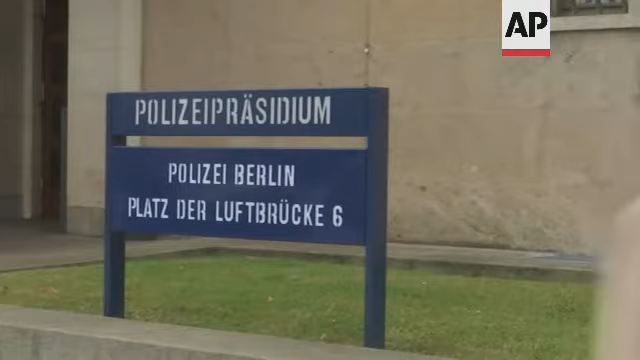 AP
POLIZEIPRÄSIDIUM
POLIZEI BERLIN
PLATZ DER LUFTBRÜCKE 6